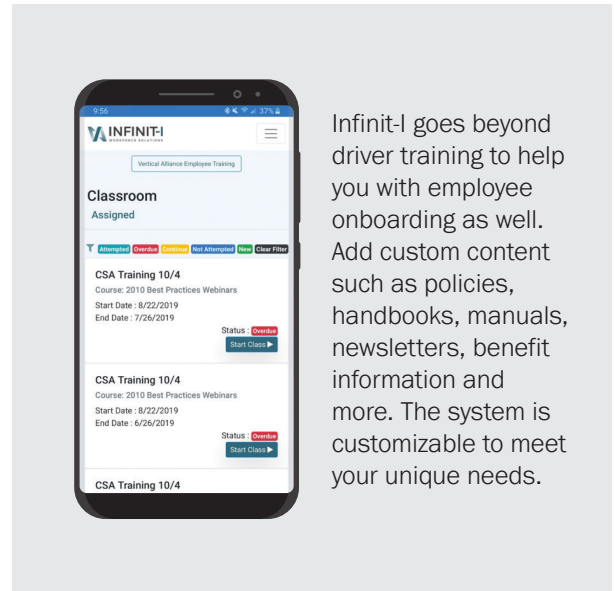 9:56
37%
INFINIT-I
WORKFORCE SOLUTIONS
Vertical Alliance Employee Training
Classroom
Assigned
Attempted Overdue Continue Not Attempted New Clear Filter
CSA Training 10/4
Course: 2010 Best Practices Webinars
Start Date : 8/22/2019
End Date : 7/26/2019
Status : Overdue
Start Class
CSA Training 10/4
Course: 2010 Best Practices Webinars
Start Date : 8/22/2019
End Date : 6/26/2019
Status : Overdue
Start Class
CSA Training 10/4
Infinit-I goes beyond
driver training to help
you with employee
onboarding as well.
Add custom content
such as policies,
handbooks, manuals,
newsletters, benefit
information and
more. The system is
customizable to meet
your unique needs.